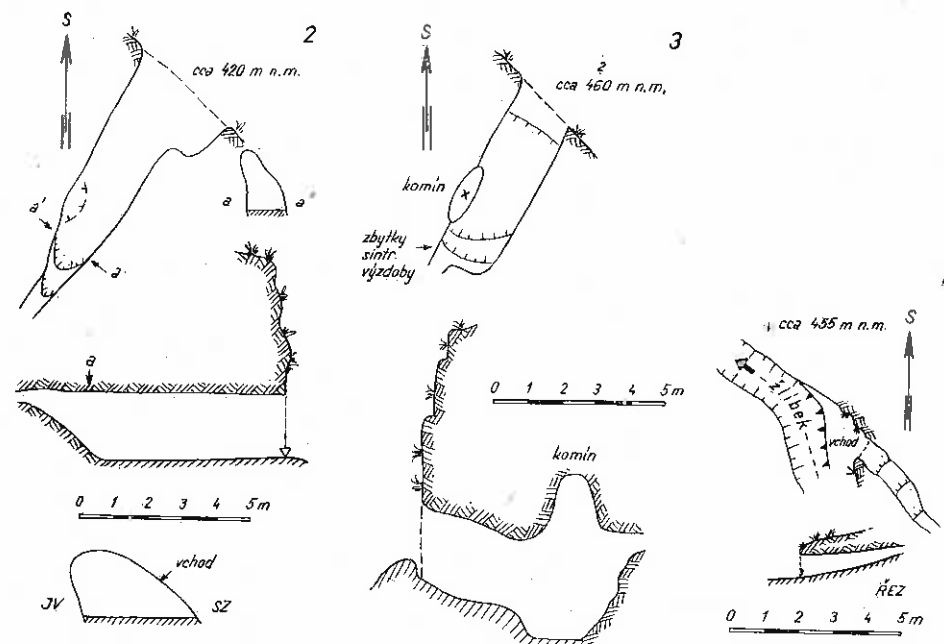 S
2
cca 420 m n.m.
a'
a
a
a
a
0 1 2 3 4 5 m
vchod
JV
SZ
S
3
?
cca 460 m n.m.
komín
x
zbytky
sintr.
výzdoby
0 1 2 3 4 5 m
komín
cca 455 m n.m.
S
vchod
ŘEZ
0 1 2 3 4 5 m